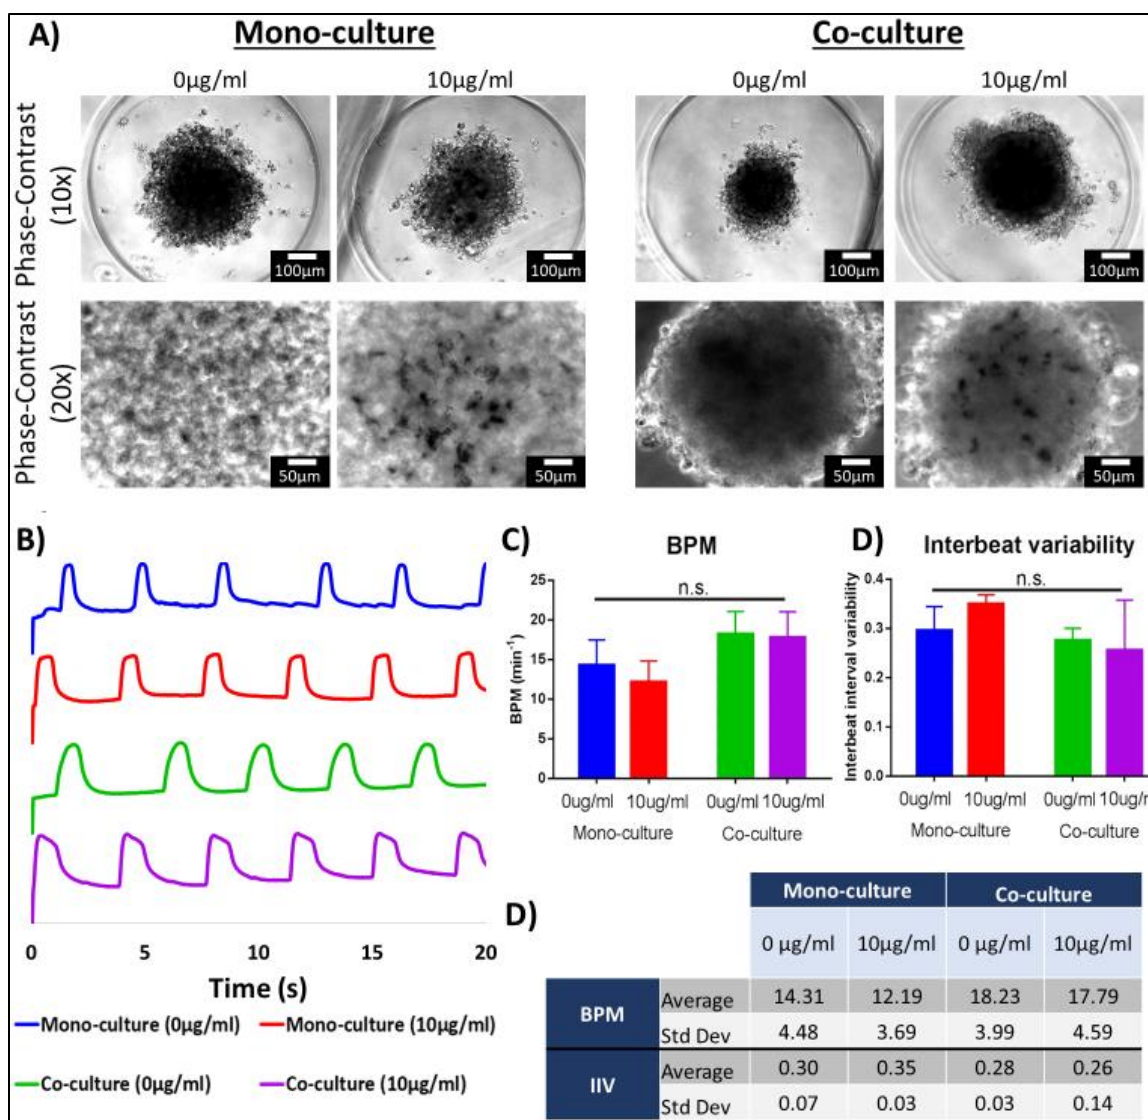 A)
Mono-culture
Co-culture
0µg/ml
10µg/ml
0µg/ml
10µg/ml
Phase-Contrast
(10x)
100µm
100µm
100µm
100µm
Phase-Contrast
(20x)
50µm
50µm
50µm
50µm
B)
0
5
10
15
20
Time (s)
Mono-culture (0µg/ml)
Mono-culture (10µg/ml)
Co-culture (0µg/ml)
Co-culture (10µg/ml)
C)
BPM
n.s.
BPM (min⁻¹)
25
20
15
10
5
0
0ug/ml
10ug/ml
0ug/ml
10ug/ml
Mono-culture
Co-culture
D)
Interbeat variability
n.s.
Interbeat interval variability
0.4
0.3
0.2
0.1
0.0
0ug/ml
10ug/ml
0ug/ml
10ug/m
Mono-culture
Co-culture
D)
Mono-culture Co-culture
0 µg/ml 10µg/ml 0 µg/ml 10µg/ml
BPM
Average 14.31 12.19 18.23 17.79
Std Dev 4.48 3.69 3.99 4.59
IIV
Average 0.30 0.35 0.28 0.26
Std Dev 0.07 0.03 0.03 0.14